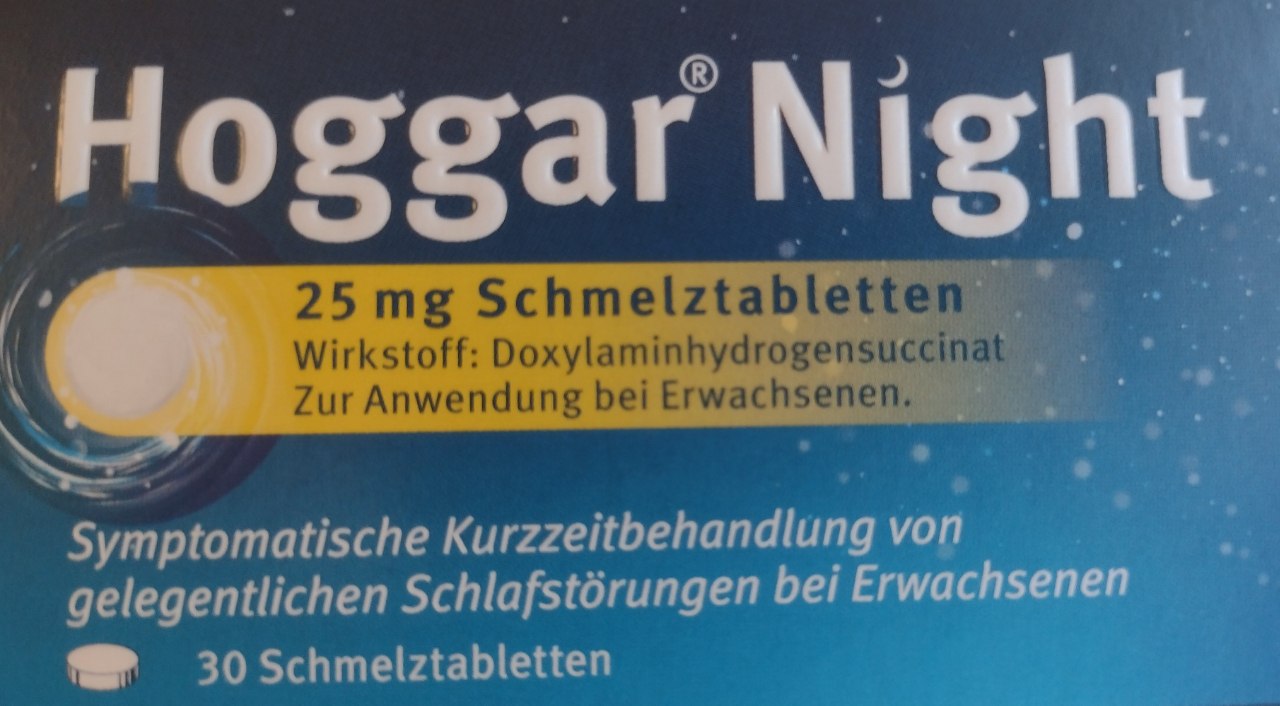 Hoggar® Night
25 mg Schmelztabletten
Wirkstoff: Doxylaminhydrogensuccinat
Zur Anwendung bei Erwachsenen.
Symptomatische Kurzzeitbehandlung von
gelegentlichen Schlafstörungen bei Erwachsenen
30 Schmelztabletten